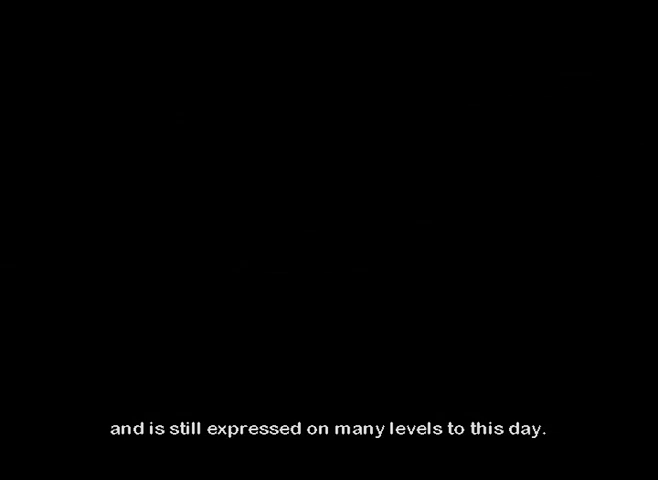 and is still expressed on many levels to this day.